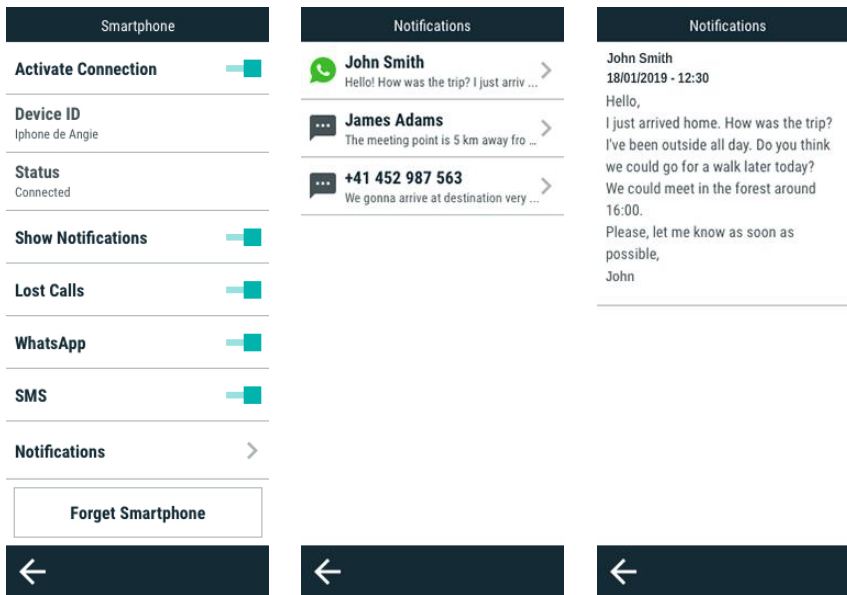 Smartphone
Activate Connection
Device ID
Iphone de Angie
Status
Connected
Show Notifications
Lost Calls
WhatsApp
SMS
Notifications
Forget Smartphone
Notifications
John Smith
Hello! How was the trip? I just arriv ...
James Adams
The meeting point is 5 km away fro ...
+41 452 987 563
We gonna arrive at destination very ...
Notifications
John Smith
18/01/2019 - 12:30
Hello,
I just arrived home. How was the trip?
I've been outside all day. Do you think
we could go for a walk later today?
We could meet in the forest around
16:00.
Please, let me know as soon as
possible,
John